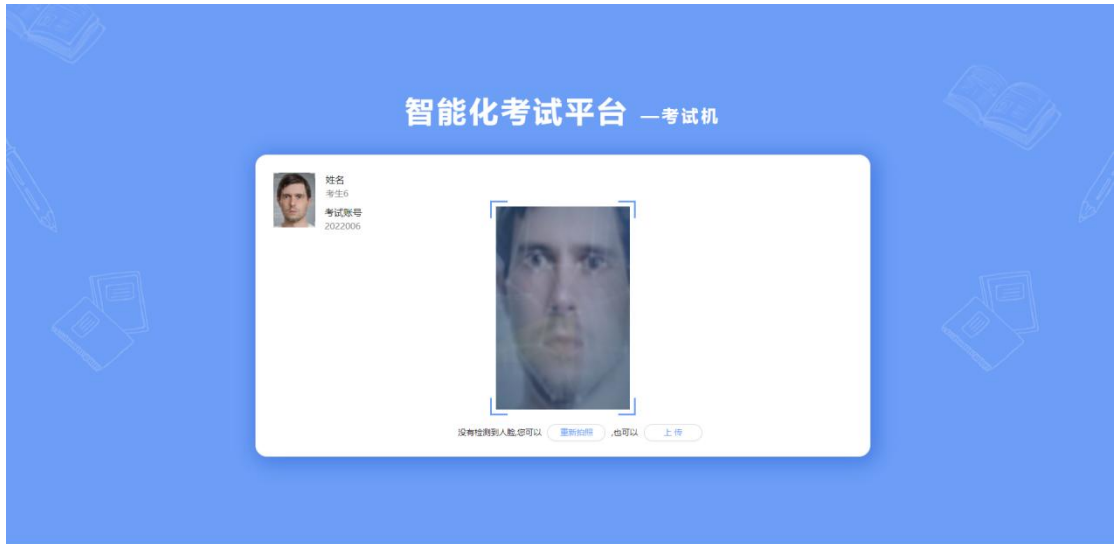 智能化考试平台 —考试机
姓名
考生6
考试账号
2022006
没有检测到人脸,您可以 重新拍照 ,也可以 上 传